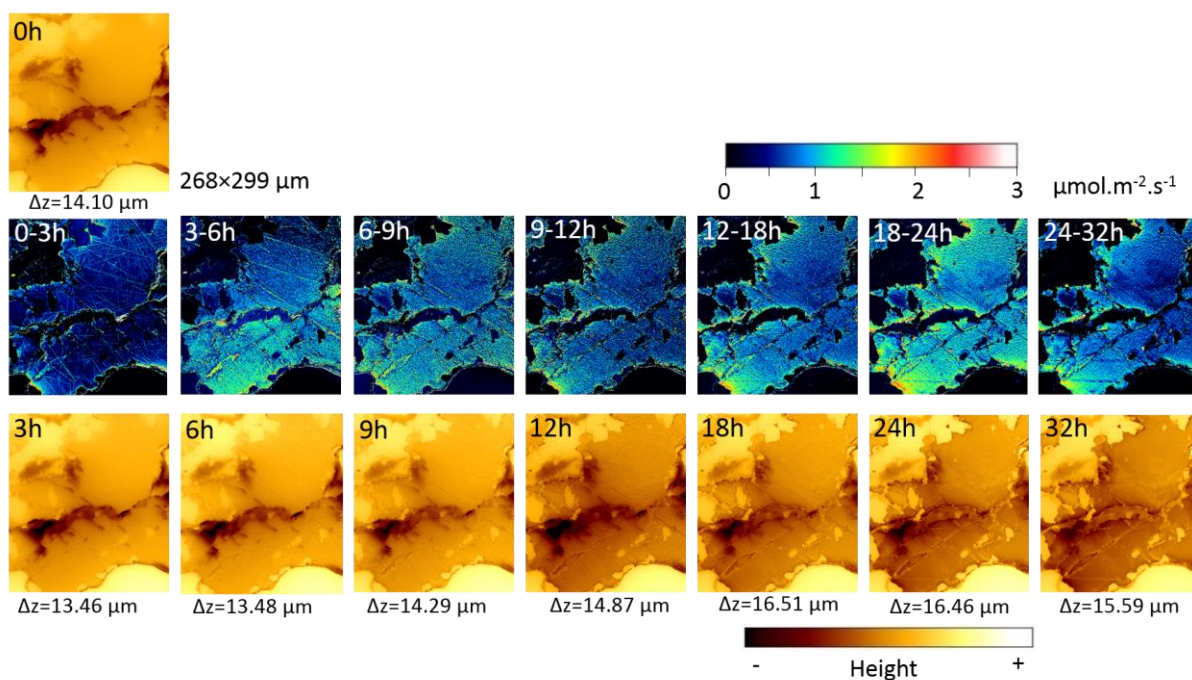 0h
Δz=14.10 μm
268×299 μm
0 1 2 3
μmol.m⁻².s⁻¹
0-3h 3-6h 6-9h 9-12h 12-18h 18-24h 24-32h
3h 6h 9h 12h 18h 24h 32h
Δz=13.46 μm Δz=13.48 μm Δz=14.29 μm Δz=14.87 μm Δz=16.51 μm Δz=16.46 μm Δz=15.59 μm
- Height +